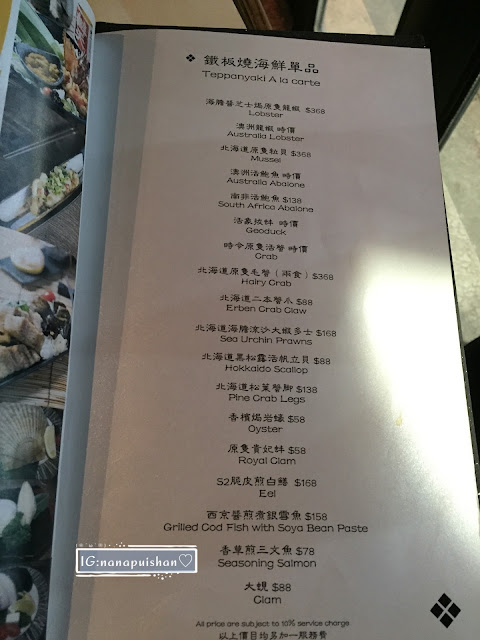 鐵板燒海鮮單品
Teppanyaki A la carte
海膽醬芝士焗原隻龍蝦 $368
Lobster
澳洲龍蝦 時價
Australia Lobster
北海道原隻粒貝 $368
Mussel
澳洲活鮑魚 時價
Australia Abalone
南非活鮑魚 $138
South Africa Abalone
活象拔蚌 時價
Geoduck
時令原隻活蟹 時價
Crab
北海道原隻毛蟹（兩食）$368
Hairy Crab
北海道二本蟹爪 $88
Erben Crab Claw
北海道海膽涼沙大蝦多士 $168
Sea Urchin Prawns
北海道黑松露活帆立貝 $88
Hokkaido Scallop
北海道松葉蟹腳 $138
Pine Crab Legs
香檳焗岩蠔 $58
Oyster
原隻貴妃蚌 $58
Royal Clam
S2脆皮煎白鱔 $168
Eel
西京醬煎煮銀雪魚 $158
Grilled Cod Fish with Soya Bean Paste
香草煎三文魚 $78
Seasoning Salmon
大蜆 $88
Clam
All price are subject to 10% service charge
以上價目均另加一服務費
IG:nanapuishan♡